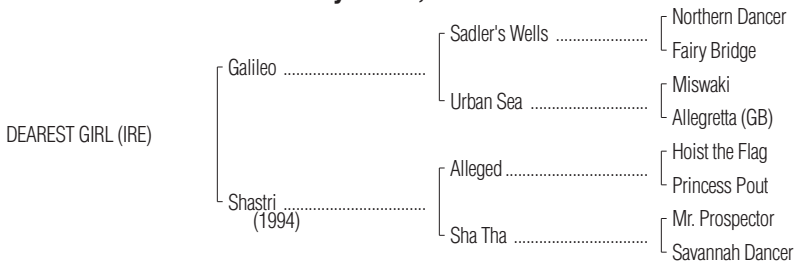 Northern Dancer
Sadler's Wells ....................
Fairy Bridge
Galileo ...............................
Miswaki
Urban Sea .........................
Allegretta (GB)
DEAREST GIRL (IRE)
Hoist the Flag
Alleged ..............................
Princess Pout
Shastri ...............................
(1994)
Mr. Prospector
Sha Tha .............................
Savannah Dancer